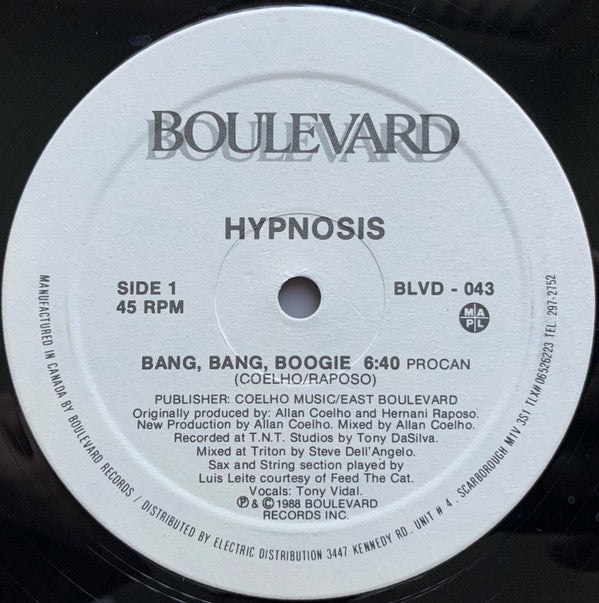 BOULEVARD
HYPNOSIS
SIDE 1
45 RPM
BLVD - 043
M A P L
BANG, BANG, BOOGIE 6:40 PROCAN
(COELHO/RAPOSO)
PUBLISHER: COELHO MUSIC/EAST BOULEVARD
Originally produced by: Allan Coelho and Hernani Raposo.
New Production by Allan Coelho. Mixed by Allan Coelho.
Recorded at T.N.T. Studios by Tony DaSilva.
Mixed at Triton by Steve Dell'Angelo.
Sax and String section played by
Luis Leite courtesy of Feed The Cat.
Vocals: Tony Vidal.
℗ & © 1988 BOULEVARD
RECORDS INC.
MANUFACTURED IN CANADA BY BOULEVARD RECORDS / DISTRIBUTED BY ELECTRIC DISTRIBUTION 3447 KENNEDY RD., UNIT # 4, SCARBOROUGH M1V 3S1 TLX# 06526223 TEL. 297-2752